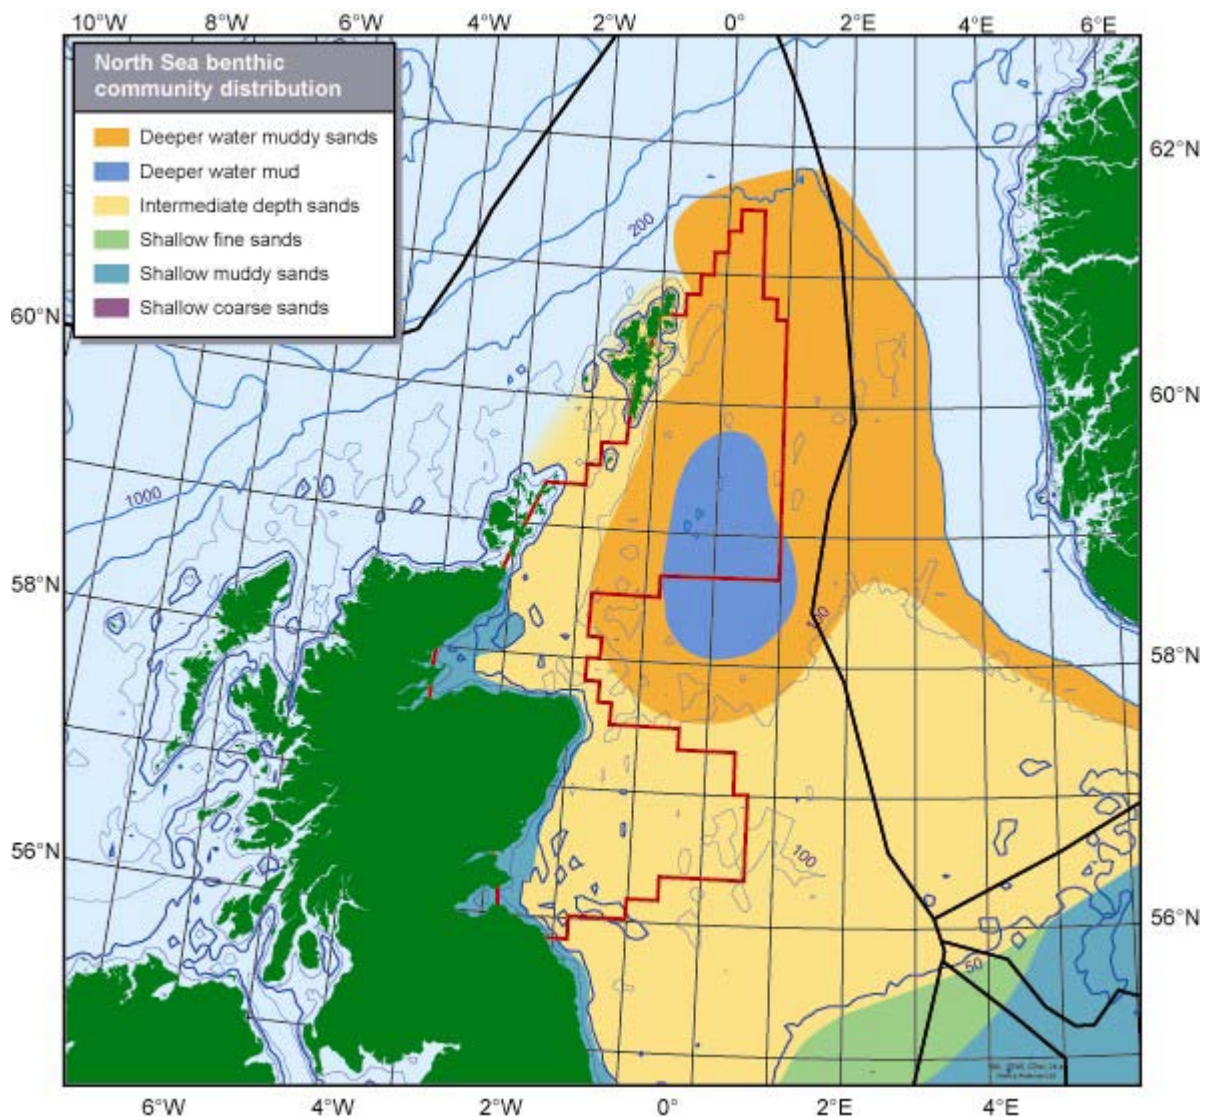 10°W 8°W 6°W 4°W 2°W 0° 2°E 4°E 6°E
North Sea benthic
community distribution
Deeper water muddy sands
Deeper water mud
Intermediate depth sands
Shallow fine sands
Shallow muddy sands
Shallow coarse sands
62°N
200
60°N
60°N
1000
58°N
100
58°N
56°N
100
56°N
50
6°W 4°W 2°W 0° 2°E 4°E